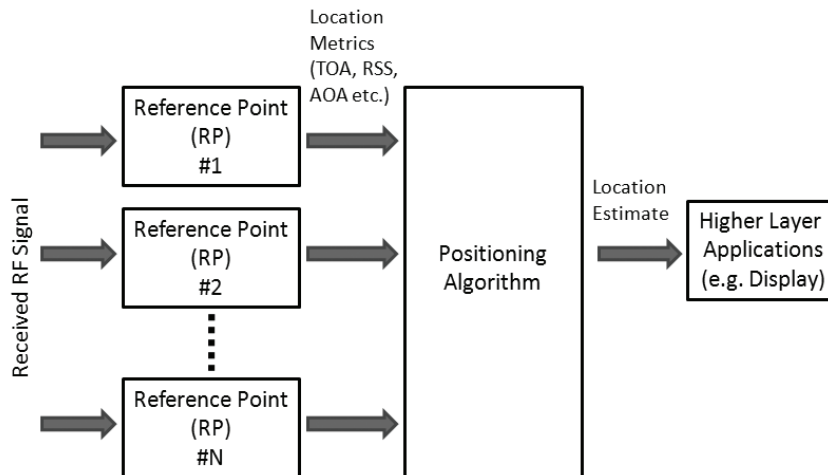 Location
Metrics
(TOA, RSS,
AOA etc.)
Received RF Signal
Reference Point
(RP)
#1
Reference Point
(RP)
#2
Reference Point
(RP)
#N
Positioning
Algorithm
Location
Estimate
Higher Layer
Applications
(e.g. Display)